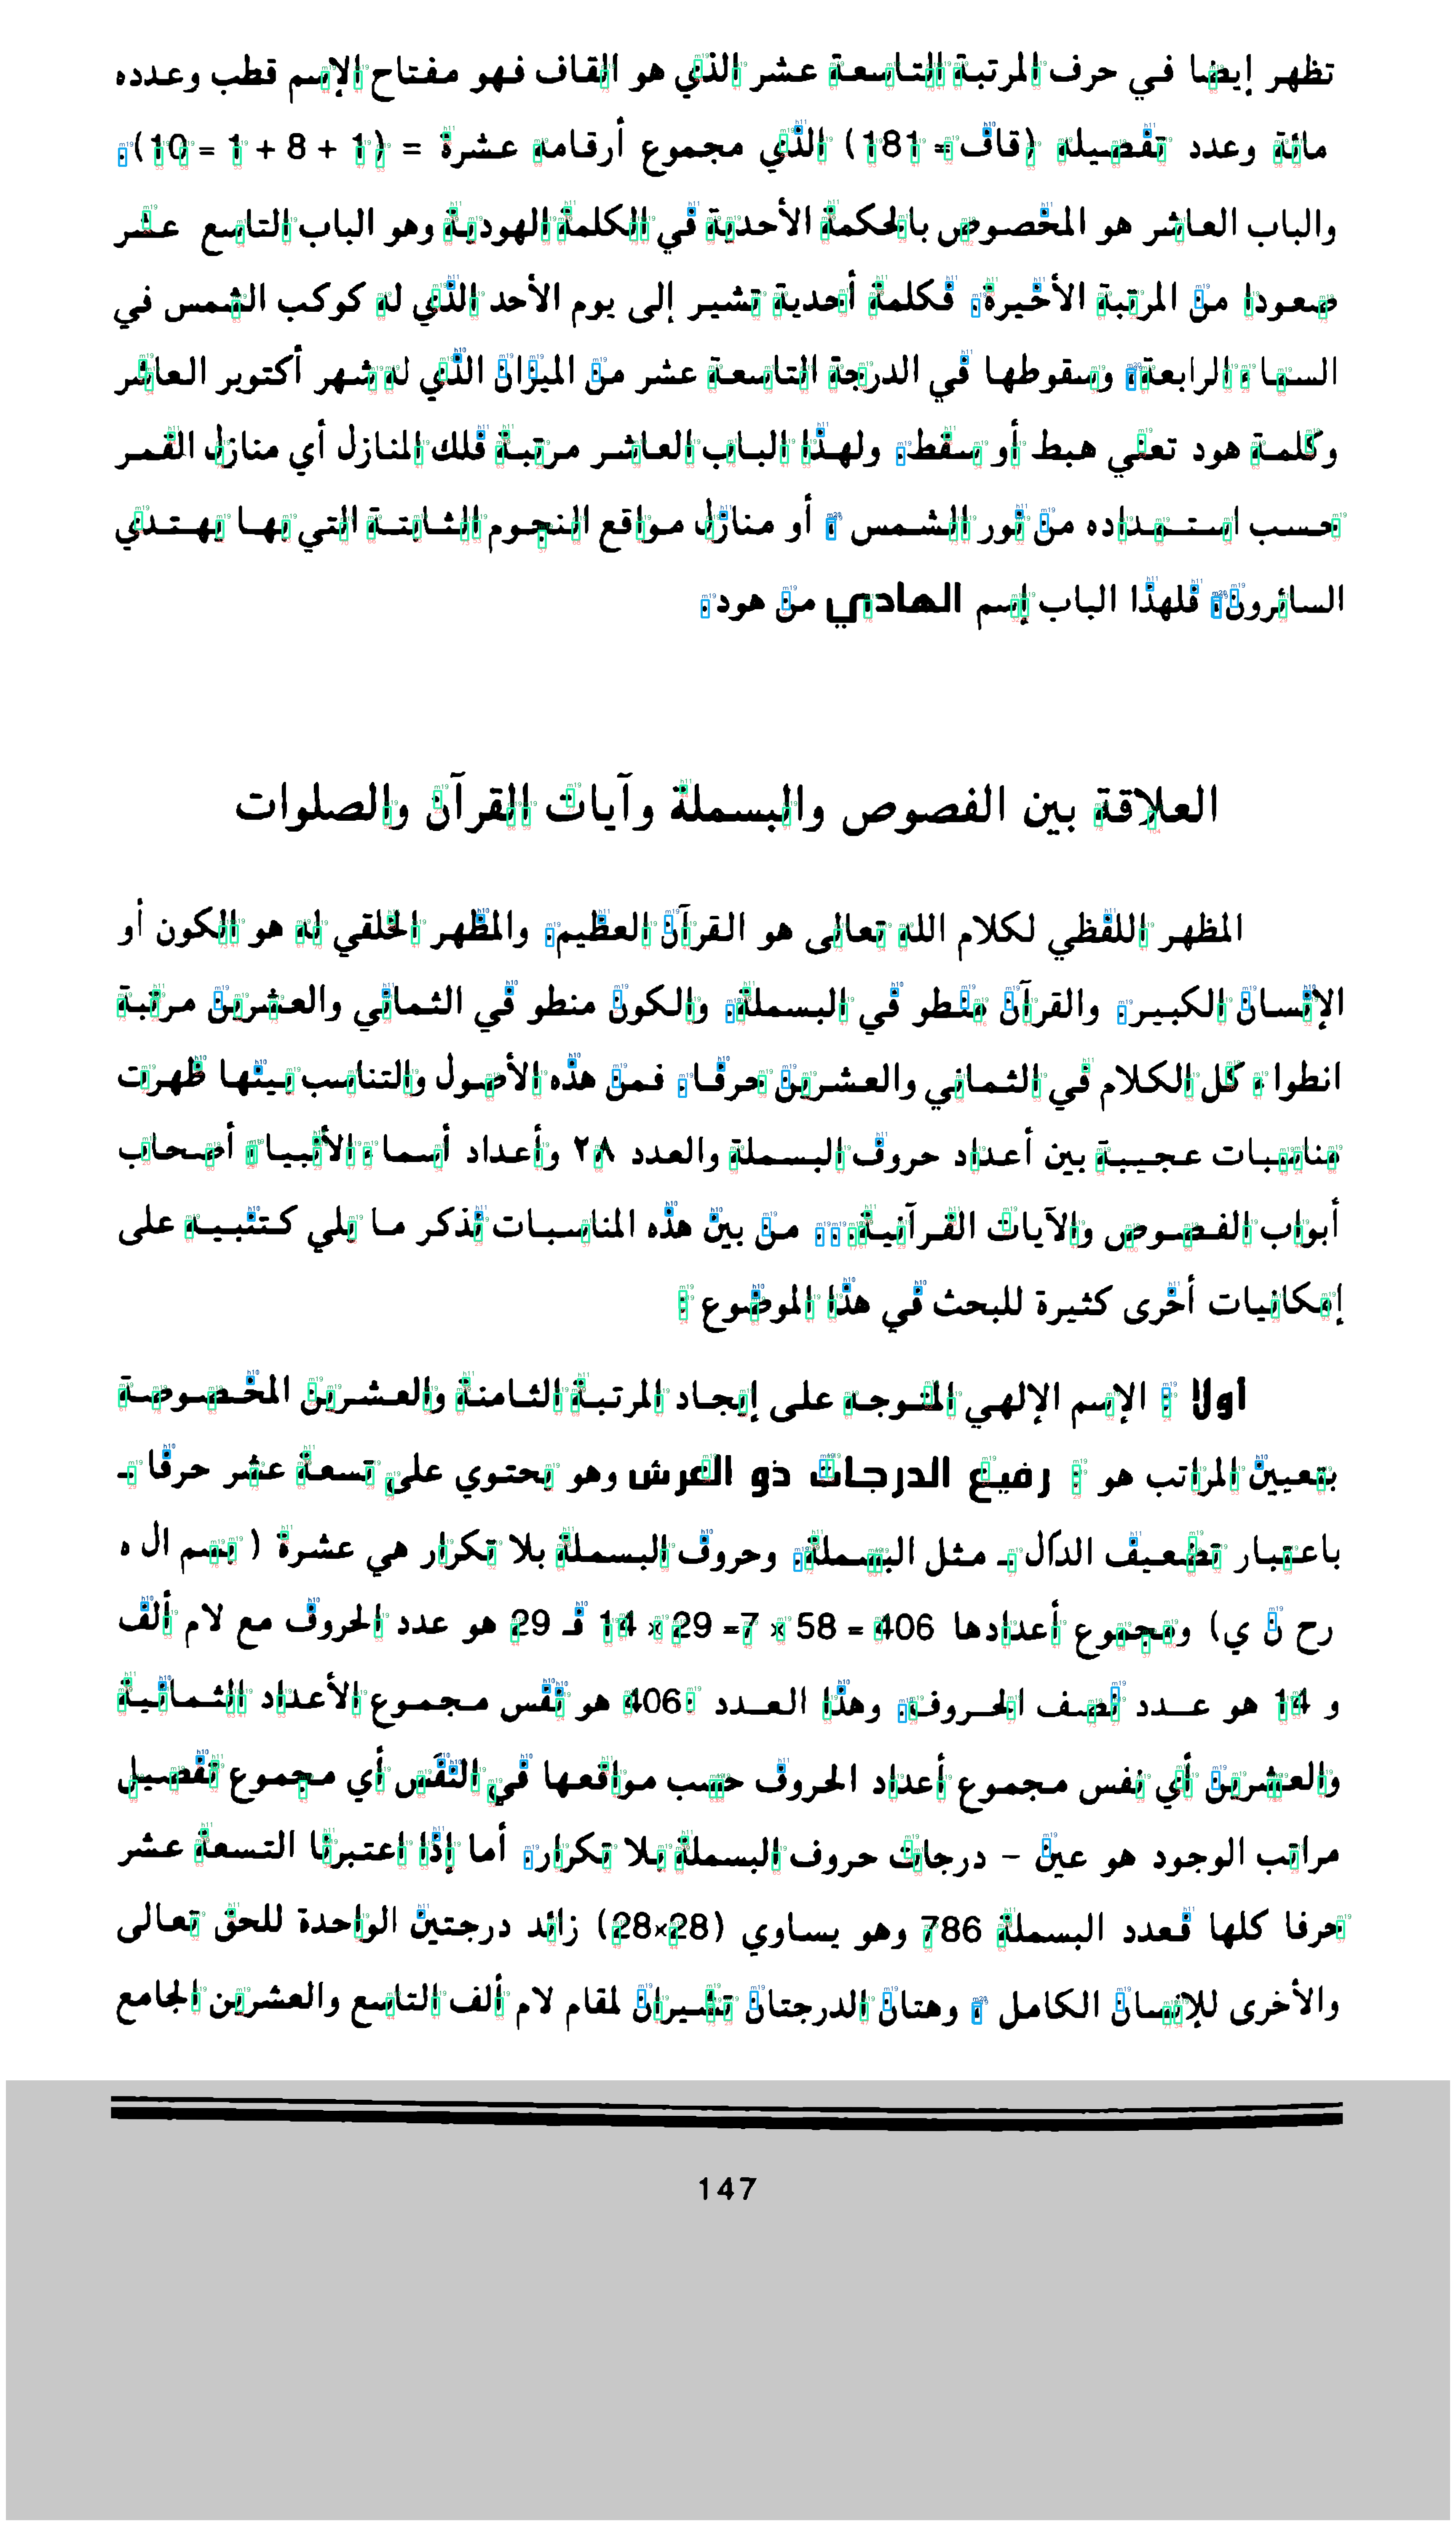 تظهر إيضا في حرف المرتبة التاسعة عشر الذي هو القاف فهو مفتاح الإسم قطب وعدده
مائة وعدد تفصيله (قاف = 181) الذي مجموع أرقامه عشرة = (1 + 8 + 1 = 10).
والباب العاشر هو المخصوص بالحكمة الأحدية في الكلمة الهودية وهو الباب التاسع عشر
صعودا من المرتبة الأخيرة. فكلمة أحدية تشير إلى يوم الأحد الذي له كوكب الشمس في
السماء الرابعة، وسقوطها في الدرجة التاسعة عشر من الميزان الذي له شهر أكتوبر العاشر
وكلمة هود تعني هبط أو سقط. ولهذا الباب العاشر مرتبة فلك المنازل أي منازل القمر
حسب استمداده من نور الشمس، أو منازل مواقع النجوم الثابتة التي بها يهتدي
السائرون، فلهذا الباب إسم الهادي من هود.
العلاقة بين الفصوص والبسملة وآيات القرآن والصلوات
المظهر اللفظي لكلام الله تعالى هو القرآن العظيم. والمظهر الخلقي له هو الكون أو
الإنسان الكبير. والقرآن منطو في البسملة. والكون منطو في الثماني والعشرين مرتبة
انطواء كل الكلام في الثماني والعشرين حرفا. فمن هذه الأصول والتناسب بينها ظهرت
مناسبات عجيبة بين أعداد حروف البسملة والعدد ٢٨ وأعداد أسماء الأنبياء أصحاب
أبواب الفصوص والآيات القرآنية... من بين هذه المناسبات نذكر ما يلي كتنبيه على
إمكانيات أخرى كثيرة للبحث في هذا الموضوع :
أولا : الإسم الإلهي المتوجه على إيجاد المرتبة الثامنة والعشرين المخصوصة
بتعيين المراتب هو : رفيع الدرجات ذو العرش وهو يحتوي على تسعة عشر حرفا ـ
باعتبار تضعيف الدال ـ مثل البسملة. وحروف البسملة بلا تكرار هي عشرة ( بسم ال ه
رح ن ي) ومجموع أعدادها 406 = 58 x 7= 29 x 14 فـ 29 هو عدد الحروف مع لام ألف
و 14 هو عدد نصف الحروف. وهذا العدد : 406 هو نفس مجموع الأعداد الثمانية
والعشرين أي نفس مجموع أعداد الحروف حسب مواقعها في النفَس أي مجموع تفصيل
مراتب الوجود هو عين – درجات حروف البسملة بلا تكرار. أما إذا اعتبرنا التسعة عشر
حرفا كلها فعدد البسملة 786 وهو يساوي (28x28) زائد درجتين الواحدة للحق تعالى
والأخرى للإنسان الكامل، وهتان الدرجتان تشيران لمقام لام ألف التاسع والعشرين الجامع
147